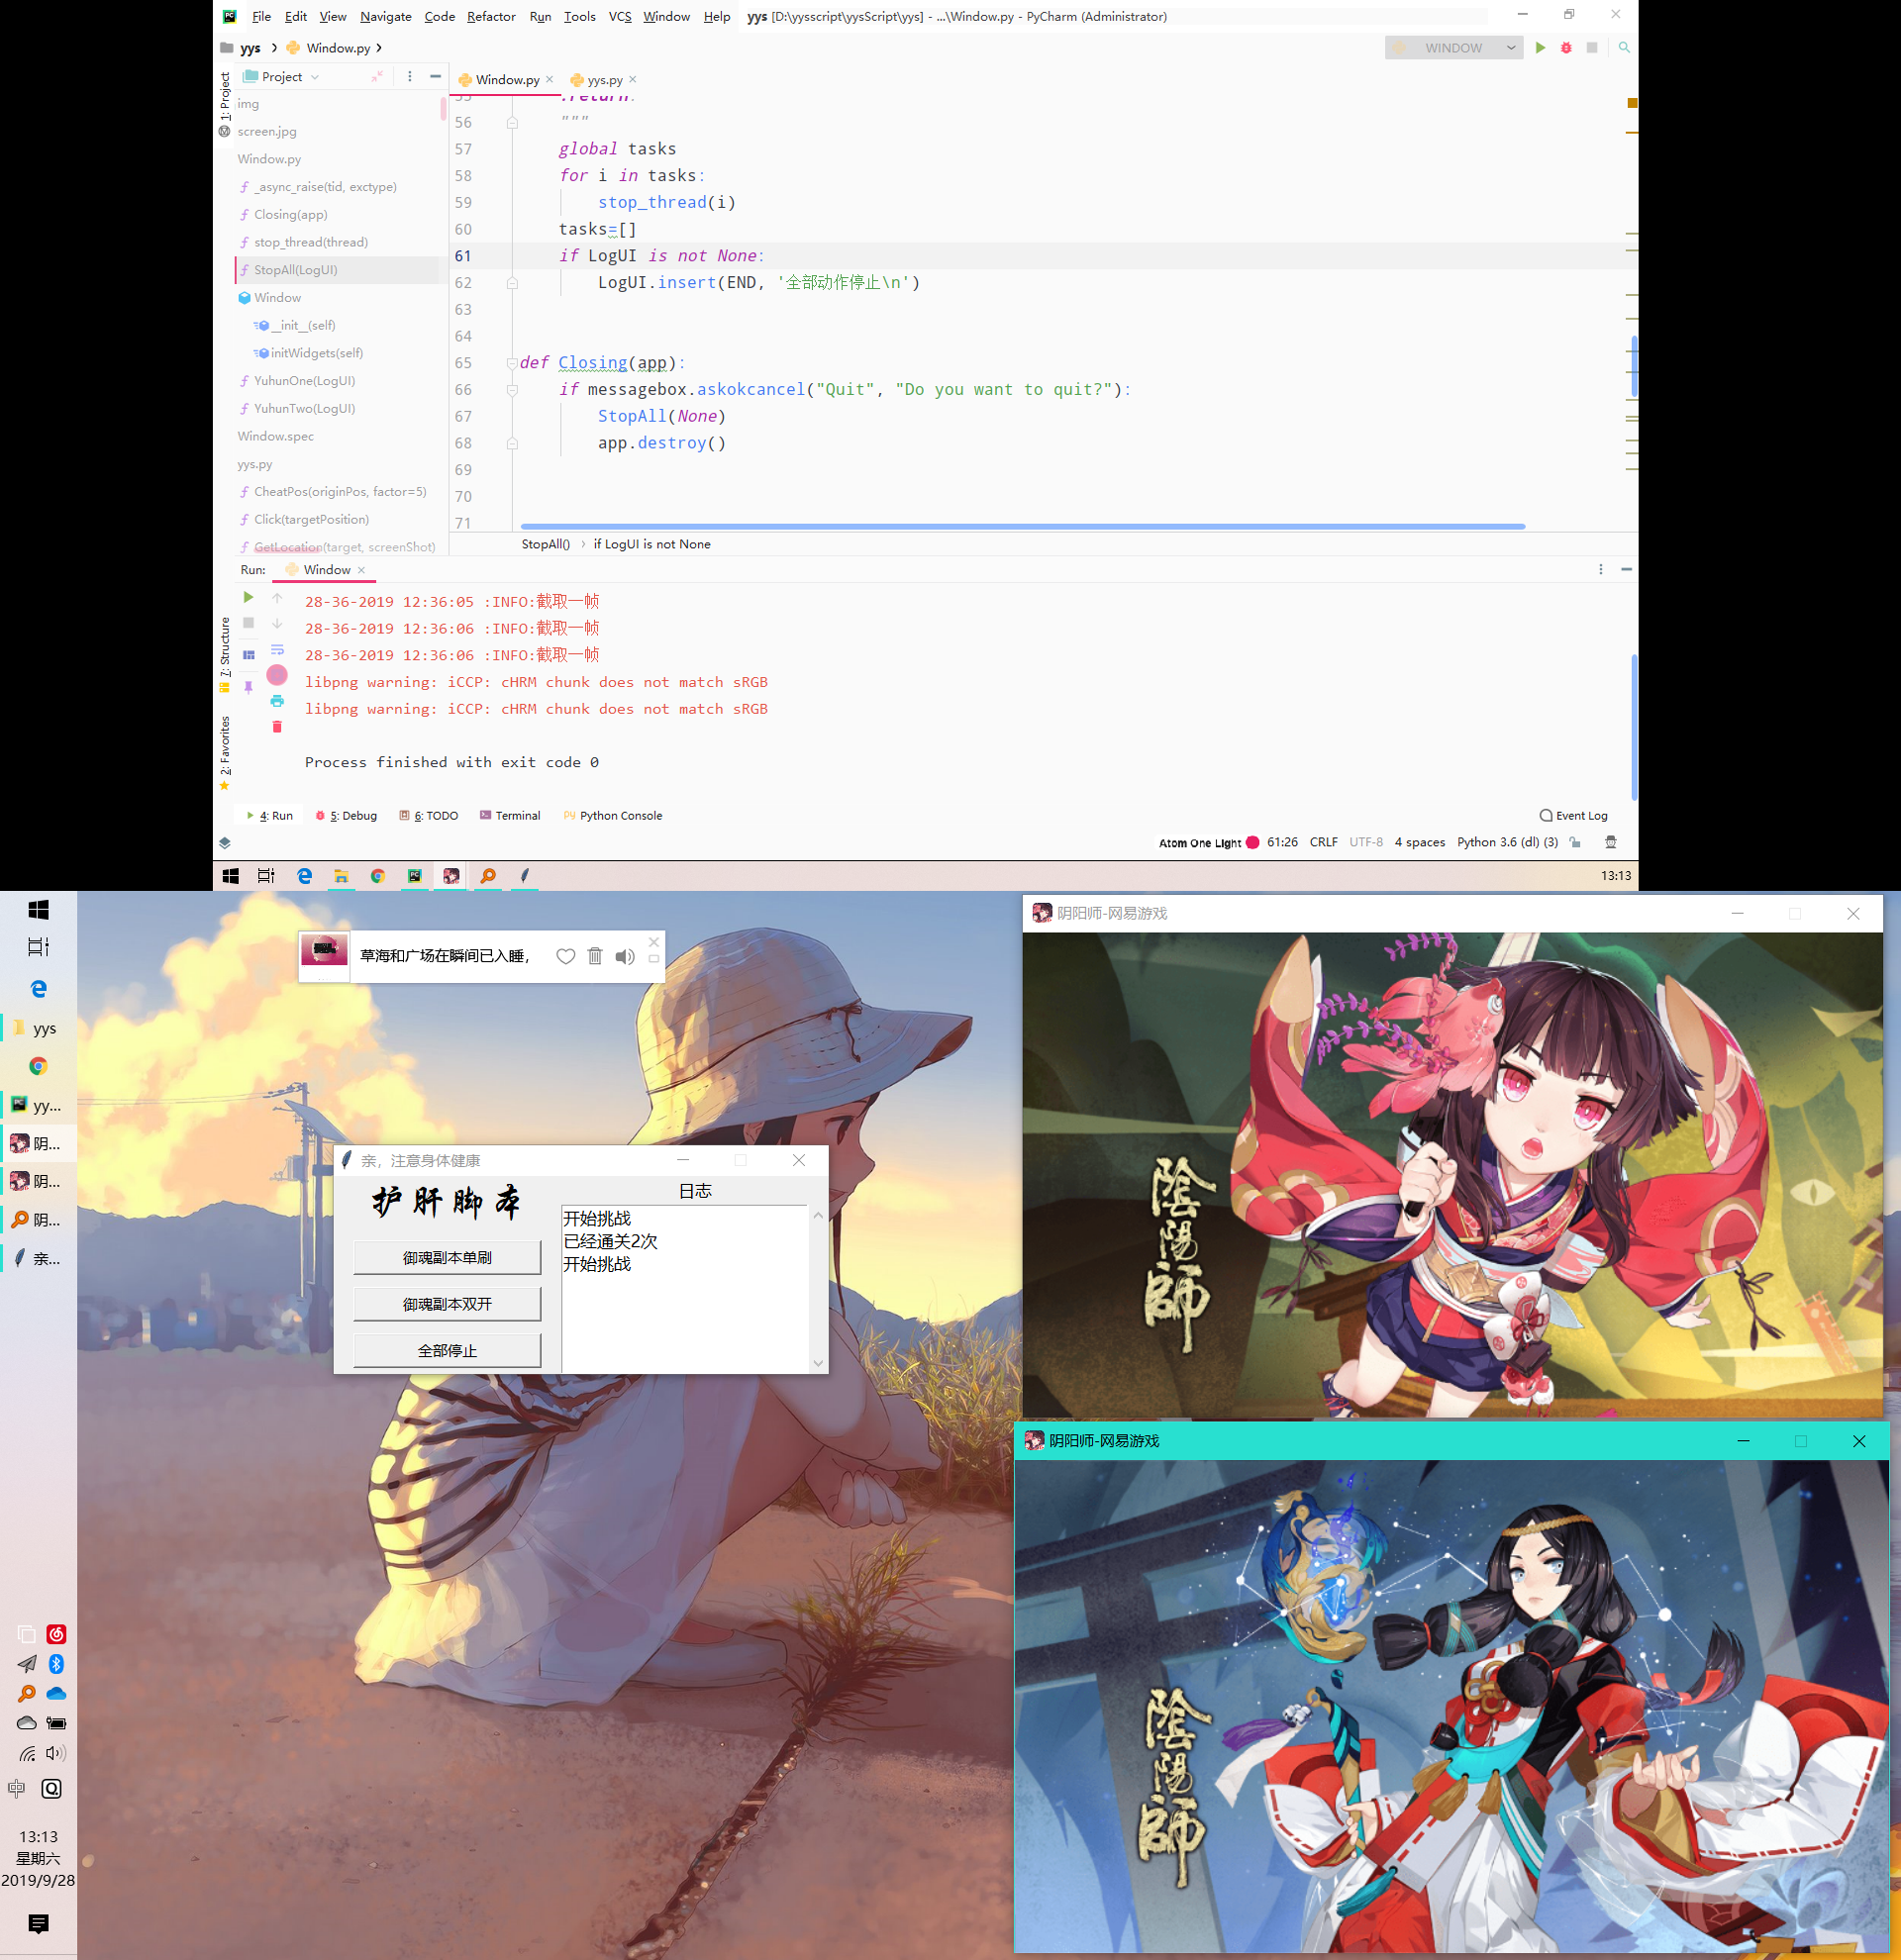 File Edit View Navigate Code Refactor Run Tools VCS Window Help yys [D:\yysscript\yysScript\yys] - ...\Window.py - PyCharm (Administrator)
yys Window.py WINDOW
1: Project
Project
img
screen.jpg
Window.py
_async_raise(tid, exctype)
Closing(app)
stop_thread(thread)
StopAll(LogUI)
Window
__init__(self)
initWidgets(self)
YuhunOne(LogUI)
YuhunTwo(LogUI)
Window.spec
yys.py
CheatPos(originPos, factor=5)
Click(targetPosition)
GetLocation(target, screenShot)
Window.py yys.py
55 :return:
56 """
57 global tasks
58 for i in tasks:
59 stop_thread(i)
60 tasks=[]
61 if LogUI is not None:
62 LogUI.insert(END, '全部动作停止\n')
63
64
65 def Closing(app):
66 if messagebox.askokcancel("Quit", "Do you want to quit?"):
67 StopAll(None)
68 app.destroy()
69
70
71
StopAll() if LogUI is not None
Run: Window
28-36-2019 12:36:05 :INFO:截取一帧
28-36-2019 12:36:06 :INFO:截取一帧
28-36-2019 12:36:06 :INFO:截取一帧
libpng warning: iCCP: cHRM chunk does not match sRGB
libpng warning: iCCP: cHRM chunk does not match sRGB
Process finished with exit code 0
7: Structure
2: Favorites
4: Run 5: Debug 6: TODO Terminal Python Console Event Log
Atom One Light 61:26 CRLF UTF-8 4 spaces Python 3.6 (dl) (3)
13:13
yys
yy...
阴...
阴...
阴...
亲...
中
13:13
星期六
2019/9/28
草海和广场在瞬间已入睡,
亲，注意身体健康
护肝脚本
御魂副本单刷
御魂副本双开
全部停止
日志
开始挑战
已经通关2次
开始挑战
阴阳师-网易游戏
陰陽師
阴阳师-网易游戏
陰陽師